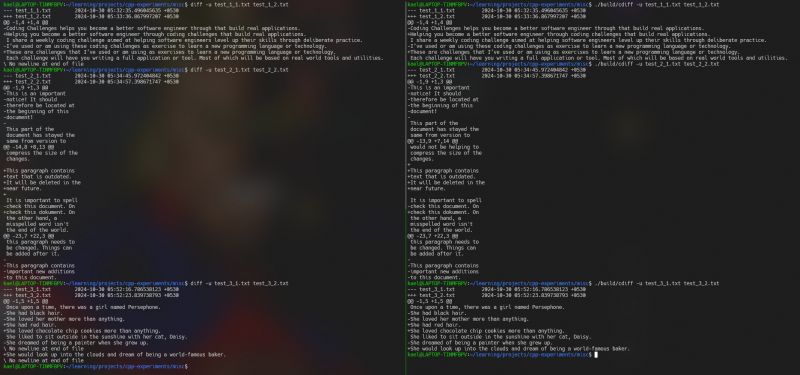 kael@LAPTOP-TINMFBPV:~/learning/projects/cpp-experiments/misc$ diff -u test_1_1.txt test_1_2.txt
--- test_1_1.txt 2024-10-30 05:32:35.496045635 +0530
+++ test_1_2.txt 2024-10-30 05:33:36.867997207 +0530
@@ -1,4 +1,4 @@
-Coding Challenges helps you become a better software engineer through that build real applications.
+Helping you become a better software engineer through coding challenges that build real applications.
 I share a weekly coding challenge aimed at helping software engineers level up their skills through deliberate practice.
-I've used or am using these coding challenges as exercise to learn a new programming language or technology.
+These are challenges that I've used or am using as exercises to learn a new programming language or technology.
 Each challenge will have you writing a full application or tool. Most of which will be based on real world tools and utilities.
\ No newline at end of file
kael@LAPTOP-TINMFBPV:~/learning/projects/cpp-experiments/misc$ diff -u test_2_1.txt test_2_2.txt
--- test_2_1.txt 2024-10-30 05:34:45.972404842 +0530
+++ test_2_2.txt 2024-10-30 05:34:57.398671747 +0530
@@ -1,9 +1,3 @@
-This is an important
-notice! It should
-therefore be located at
-the beginning of this
-document!
-
 This part of the
 document has stayed the
 same from version to
@@ -14,8 +8,13 @@
 compress the size of the
 changes.

+This paragraph contains
+text that is outdated.
+It will be deleted in the
+near future.
+
 It is important to spell
-check this document. On
+check this dokument. On
 the other hand, a
 misspelled word isn't
 the end of the world.
@@ -23,7 +22,3 @@
 this paragraph needs to
 be changed. Things can
 be added after it.
-
-This paragraph contains
-important new additions
-to this document.
kael@LAPTOP-TINMFBPV:~/learning/projects/cpp-experiments/misc$ diff -u test_3_1.txt test_3_2.txt
--- test_3_1.txt 2024-10-30 05:52:16.786538123 +0530
+++ test_3_2.txt 2024-10-30 05:52:23.839738793 +0530
@@ -1,5 +1,5 @@
 Once upon a time, there was a girl named Persephone.
-She had black hair.
-She loved her mother more than anything.
+She had red hair.
+She loved chocolate chip cookies more than anything.
 She liked to sit outside in the sunshine with her cat, Daisy.
-She dreamed of being a painter when she grew up.
\ No newline at end of file
+She would look up into the clouds and dream of being a world-famous baker.
\ No newline at end of file
kael@LAPTOP-TINMFBPV:~/learning/projects/cpp-experiments/misc$
kael@LAPTOP-TINMFBPV:~/learning/projects/cpp-experiments/misc$ ./build/cdiff -u test_1_1.txt test_1_2.txt
--- test_1_1.txt 2024-10-30 05:32:35.496045635 +0530
+++ test_1_2.txt 2024-10-30 05:33:36.867997207 +0530
@@ -1,4 +1,4 @@
-Coding Challenges helps you become a better software engineer through that build real applications.
+Helping you become a better software engineer through coding challenges that build real applications.
 I share a weekly coding challenge aimed at helping software engineers level up their skills through deliberate practice.
-I've used or am using these coding challenges as exercise to learn a new programming language or technology.
+These are challenges that I've used or am using as exercises to learn a new programming language or technology.
 Each challenge will have you writing a full application or tool. Most of which will be based on real world tools and utilities.
kael@LAPTOP-TINMFBPV:~/learning/projects/cpp-experiments/misc$ ./build/cdiff -u test_2_1.txt test_2_2.txt
--- test_2_1.txt 2024-10-30 05:34:45.972404842 +0530
+++ test_2_2.txt 2024-10-30 05:34:57.398671747 +0530
@@ -1,9 +1,3 @@
-This is an important
-notice! It should
-therefore be located at
-the beginning of this
-document!
-
 This part of the
 document has stayed the
 same from version to
@@ -13,9 +7,14 @@
 would not be helping to
 compress the size of the
 changes.
+
+This paragraph contains
+text that is outdated.
+It will be deleted in the
+near future.

 It is important to spell
-check this document. On
+check this dokument. On
 the other hand, a
 misspelled word isn't
 the end of the world.
@@ -23,7 +22,3 @@
 this paragraph needs to
 be changed. Things can
 be added after it.
-
-This paragraph contains
-important new additions
-to this document.
kael@LAPTOP-TINMFBPV:~/learning/projects/cpp-experiments/misc$ ./build/cdiff -u test_3_1.txt test_3_2.txt
--- test_3_1.txt 2024-10-30 05:52:16.786538123 +0530
+++ test_3_2.txt 2024-10-30 05:52:23.839738793 +0530
@@ -1,5 +1,5 @@
 Once upon a time, there was a girl named Persephone.
-She had black hair.
-She loved her mother more than anything.
+She had red hair.
+She loved chocolate chip cookies more than anything.
 She liked to sit outside in the sunshine with her cat, Daisy.
-She dreamed of being a painter when she grew up.
+She would look up into the clouds and dream of being a world-famous baker.
kael@LAPTOP-TINMFBPV:~/learning/projects/cpp-experiments/misc$